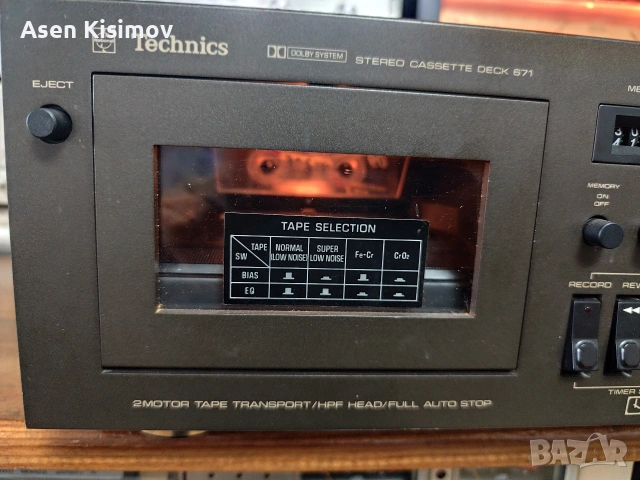 Asen Kisimov
Technics
DOLBY SYSTEM
STEREO CASSETTE DECK 671
EJECT
TAPE SELECTION
TAPE SW NORMAL (LOW NOISE) SUPER LOW NOISE Fe-Cr CrO2
BIAS
EQ
MEMORY
ON
OFF
RECORD REW
TIMER
2MOTOR TAPE TRANSPORT/HPF HEAD/FULL AUTO STOP
BAZAR
bg